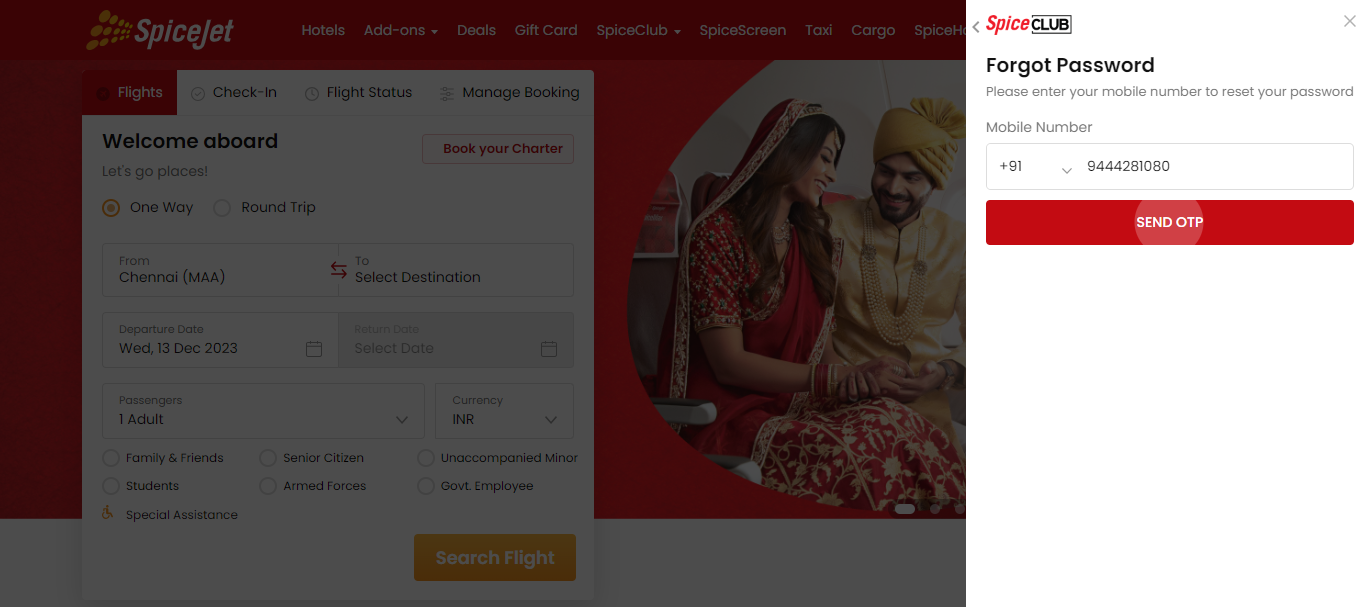 SpiceJet
Hotels Add-ons Deals Gift Card SpiceClub SpiceScreen Taxi Cargo SpiceHo
Flights Check-In Flight Status Manage Booking
Welcome aboard
Book your Charter
Let's go places!
One Way Round Trip
From To
Chennai (MAA) Select Destination
Departure Date Return Date
Wed, 13 Dec 2023 Select Date
Passengers Currency
1 Adult INR
Family & Friends Senior Citizen Unaccompanied Minor
Students Armed Forces Govt. Employee
Special Assistance
Search Flight
Spice CLUB
Forgot Password
Please enter your mobile number to reset your password
Mobile Number
+91 9444281080
SEND OTP